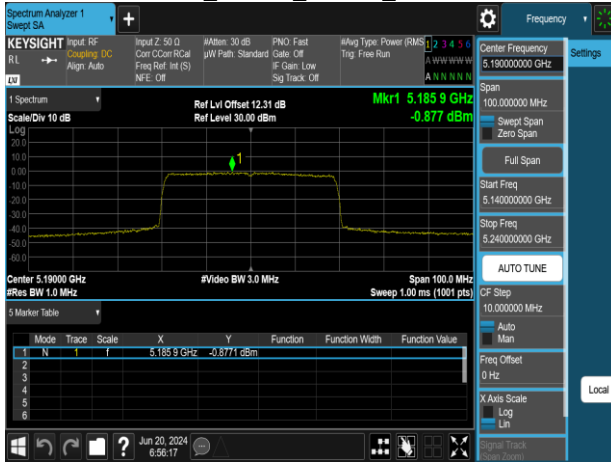 Spectrum Analyzer 1
Swept SA
Frequency
KEYSIGHT
RL
LXI
Input: RF
Coupling: DC
Align: Auto
Input Z: 50 Ω
Corr CCorr RCal
Freq Ref: Int (S)
NFE: Off
#Atten: 30 dB
µW Path: Standard
PNO: Fast
Gate: Off
IF Gain: Low
Sig Track: Off
#Avg Type: Power (RMS
Trig: Free Run
1 2 3 4 5 6
A W W W W W
A N N N N N
Center Frequency
5.190000000 GHz
Settings
Span
100.000000 MHz
Swept Span
Zero Span
Full Span
Start Freq
5.140000000 GHz
Stop Freq
5.240000000 GHz
AUTO TUNE
CF Step
10.000000 MHz
Auto
Man
Freq Offset
0 Hz
X Axis Scale
Log
Lin
Signal Track
(Span Zoom)
Local
1 Spectrum
Scale/Div 10 dB
Log
Ref Lvl Offset 12.31 dB
Ref Level 30.00 dBm
Mkr1 5.185 9 GHz
-0.877 dBm
20.0
10.0
0.00
-10.0
-20.0
-30.0
-40.0
-50.0
-60.0
1
Center 5.19000 GHz
#Res BW 1.0 MHz
#Video BW 3.0 MHz
Span 100.0 MHz
Sweep 1.00 ms (1001 pts)
5 Marker Table
Mode Trace Scale X Y Function Function Width Function Value
1 N 1 f 5.185 9 GHz -0.8771 dBm
2
3
4
5
6
?
Jun 20, 2024
6:56:17